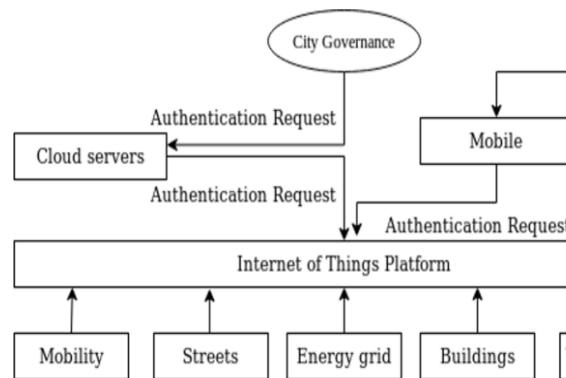 City Governance
Authentication Request
Cloud servers
Mobile
Authentication Request
Authentication Request
Internet of Things Platform
Mobility
Streets
Energy grid
Buildings